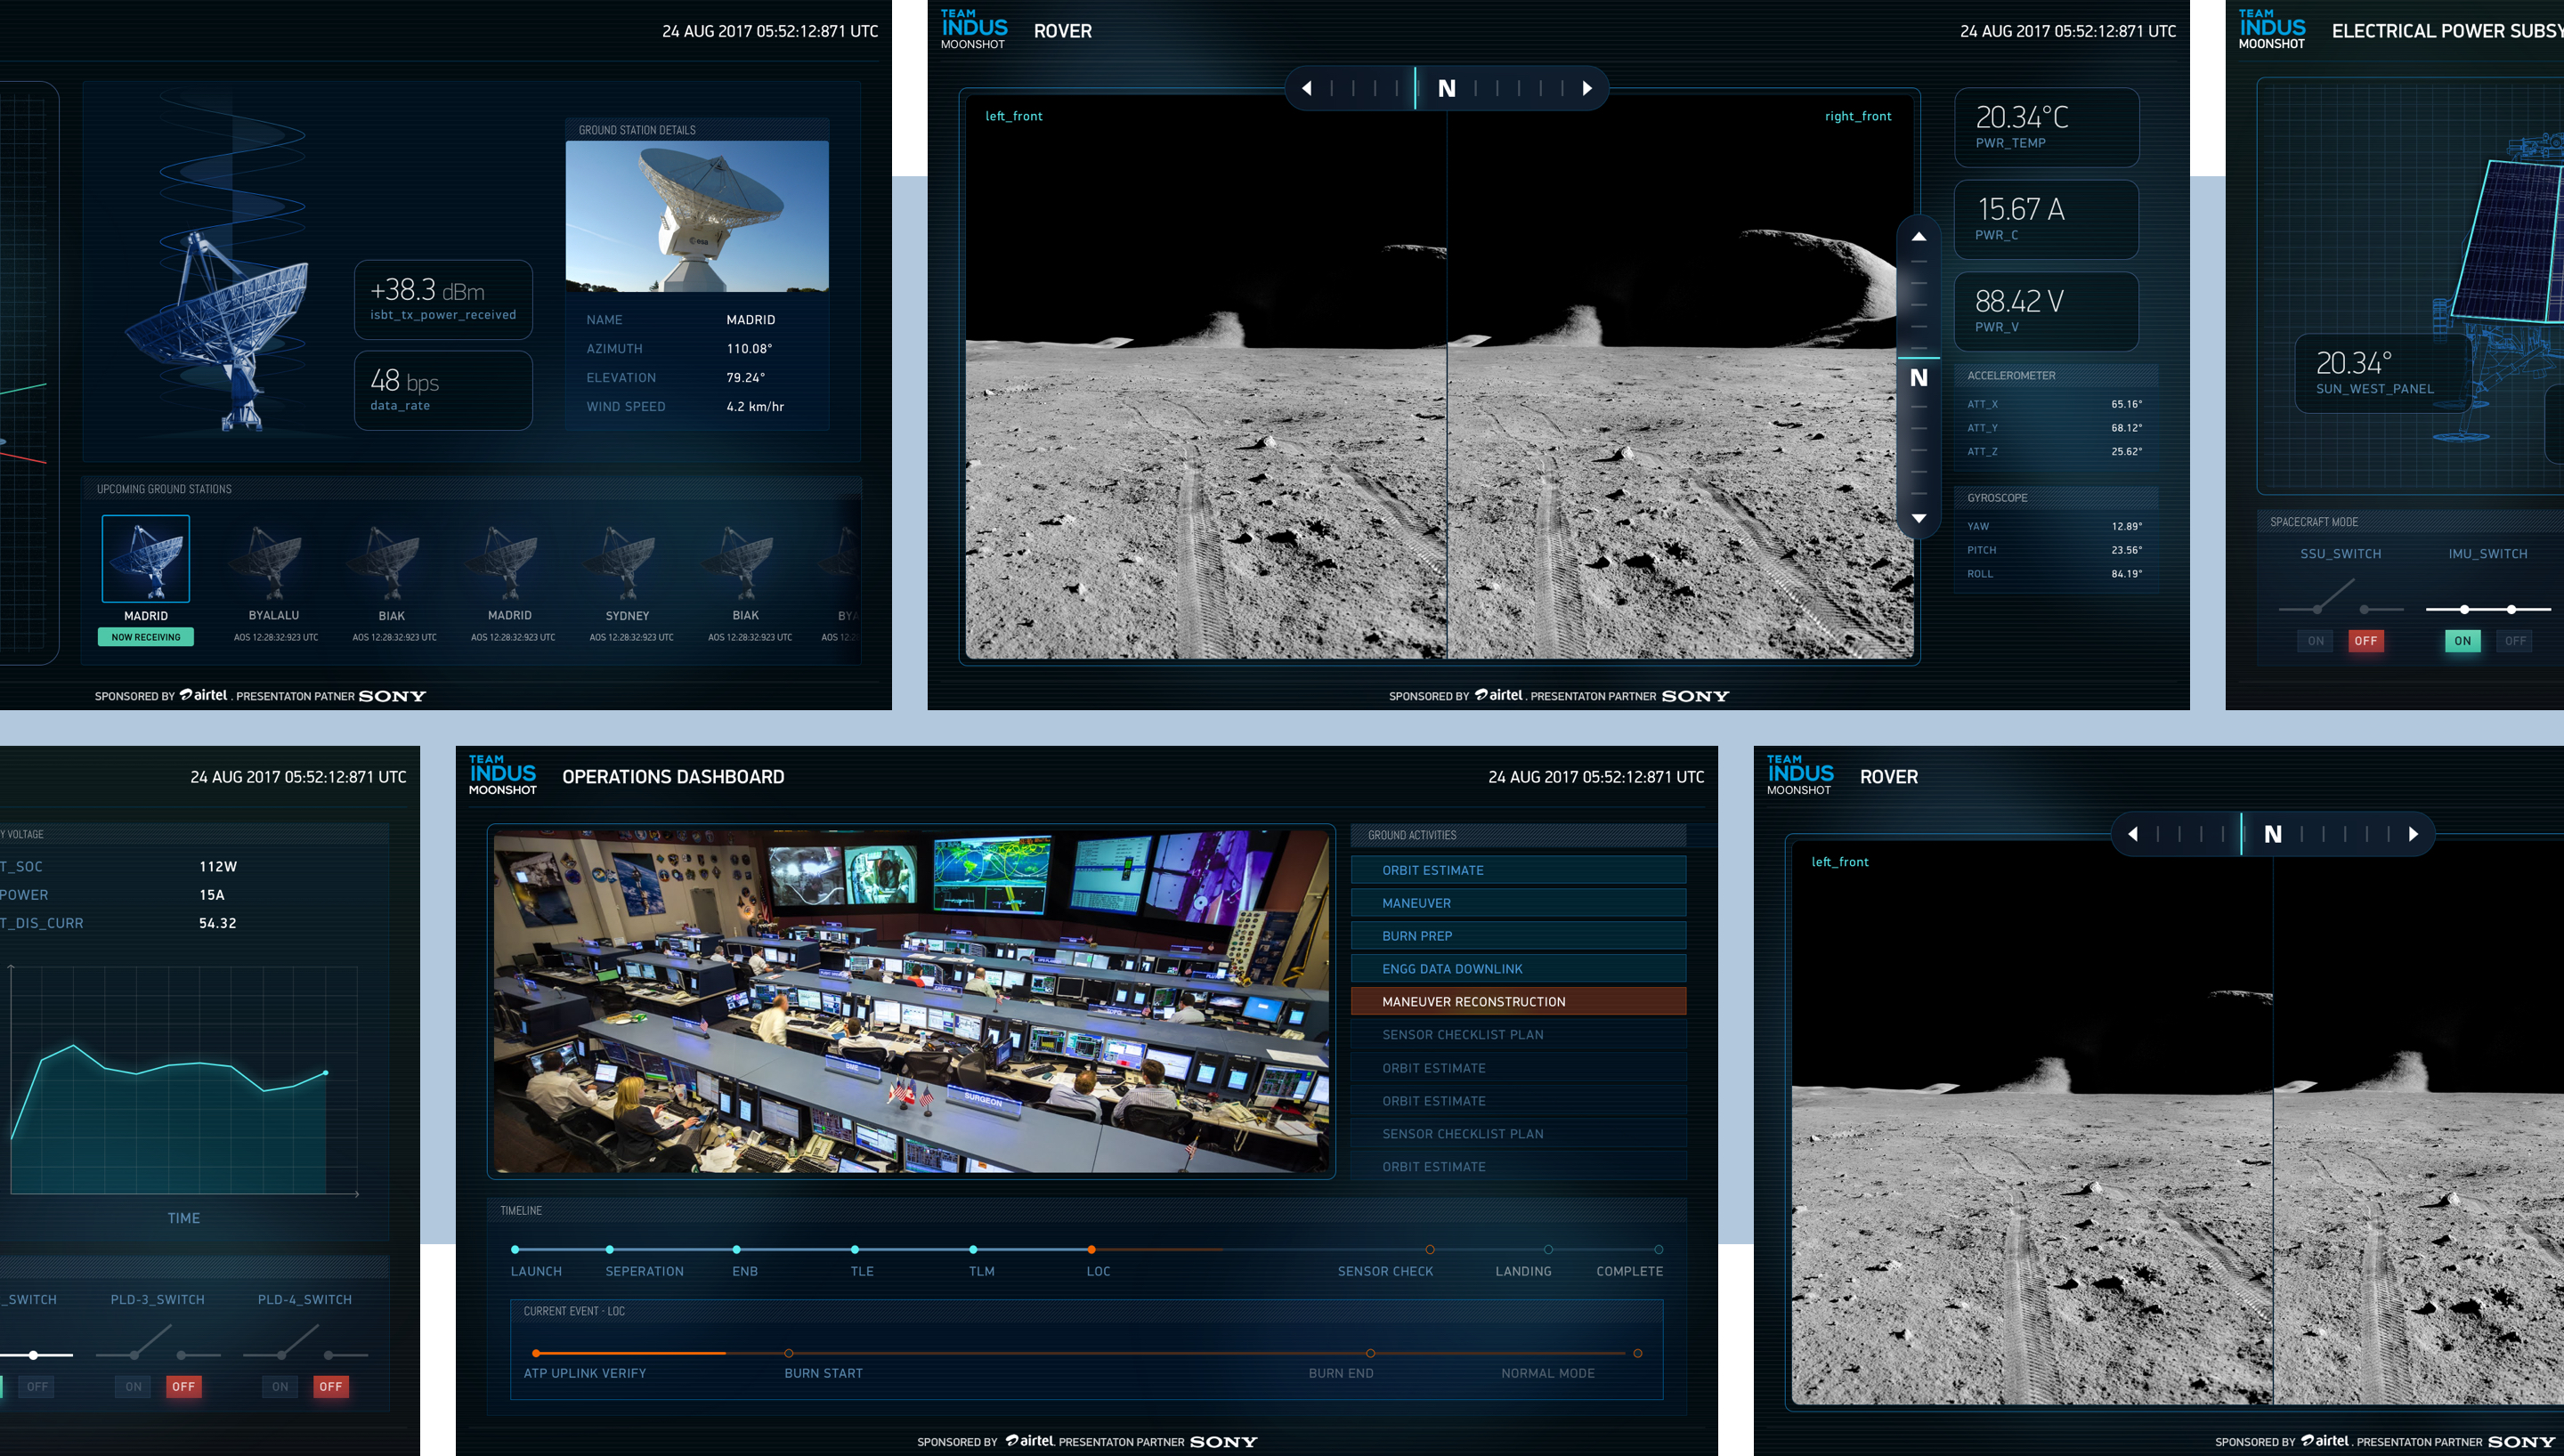 24 AUG 2017 05:52:12:871 UTC
GROUND STATION DETAILS
esa
+38.3 dBm
isbt_tx_power_received
48 bps
data_rate
NAME MADRID
AZIMUTH 110.08°
ELEVATION 79.24°
WIND SPEED 4.2 km/hr
UPCOMING GROUND STATIONS
MADRID BYALALU BIAK MADRID SYDNEY BIAK BYA
NOW RECEIVING AOS 12:28:32:923 UTC AOS 12:28:32:923 UTC AOS 12:28:32:923 UTC AOS 12:28:32:923 UTC AOS 12:28:32:923 UTC AOS 12:2
SPONSORED BY airtel . PRESENTATON PATNER SONY
TEAM
INDUS
MOONSHOT
ROVER
24 AUG 2017 05:52:12:871 UTC
N
left_front
right_front
N
20.34°C
PWR_TEMP
15.67 A
PWR_C
88.42 V
PWR_V
ACCELEROMETER
ATT_X 65.16°
ATT_Y 68.12°
ATT_Z 25.62°
GYROSCOPE
YAW 12.89°
PITCH 23.56°
ROLL 84.19°
SPONSORED BY airtel . PRESENTATON PARTNER SONY
TEAM
INDUS
MOONSHOT
ELECTRICAL POWER SUBSY
20.34°
SUN_WEST_PANEL
SPACECRAFT MODE
SSU_SWITCH IMU_SWITCH
ON OFF ON OFF
24 AUG 2017 05:52:12:871 UTC
Y VOLTAGE
T_SOC 112W
POWER 15A
T_DIS_CURR 54.32
TIME
_SWITCH PLD-3_SWITCH PLD-4_SWITCH
OFF ON OFF ON OFF
TEAM
INDUS
MOONSHOT
OPERATIONS DASHBOARD
24 AUG 2017 05:52:12:871 UTC
SURGEON
BME
GROUND ACTIVITIES
ORBIT ESTIMATE
MANEUVER
BURN PREP
ENGG DATA DOWNLINK
MANEUVER RECONSTRUCTION
SENSOR CHECKLIST PLAN
ORBIT ESTIMATE
ORBIT ESTIMATE
SENSOR CHECKLIST PLAN
ORBIT ESTIMATE
TIMELINE
LAUNCH SEPERATION ENB TLE TLM LOC SENSOR CHECK LANDING COMPLETE
CURRENT EVENT - LOC
ATP UPLINK VERIFY BURN START BURN END NORMAL MODE
SPONSORED BY airtel. PRESENTATON PARTNER SONY
TEAM
INDUS
MOONSHOT
ROVER
N
left_front
SPONSORED BY airtel . PRESENTATON PARTNER SONY